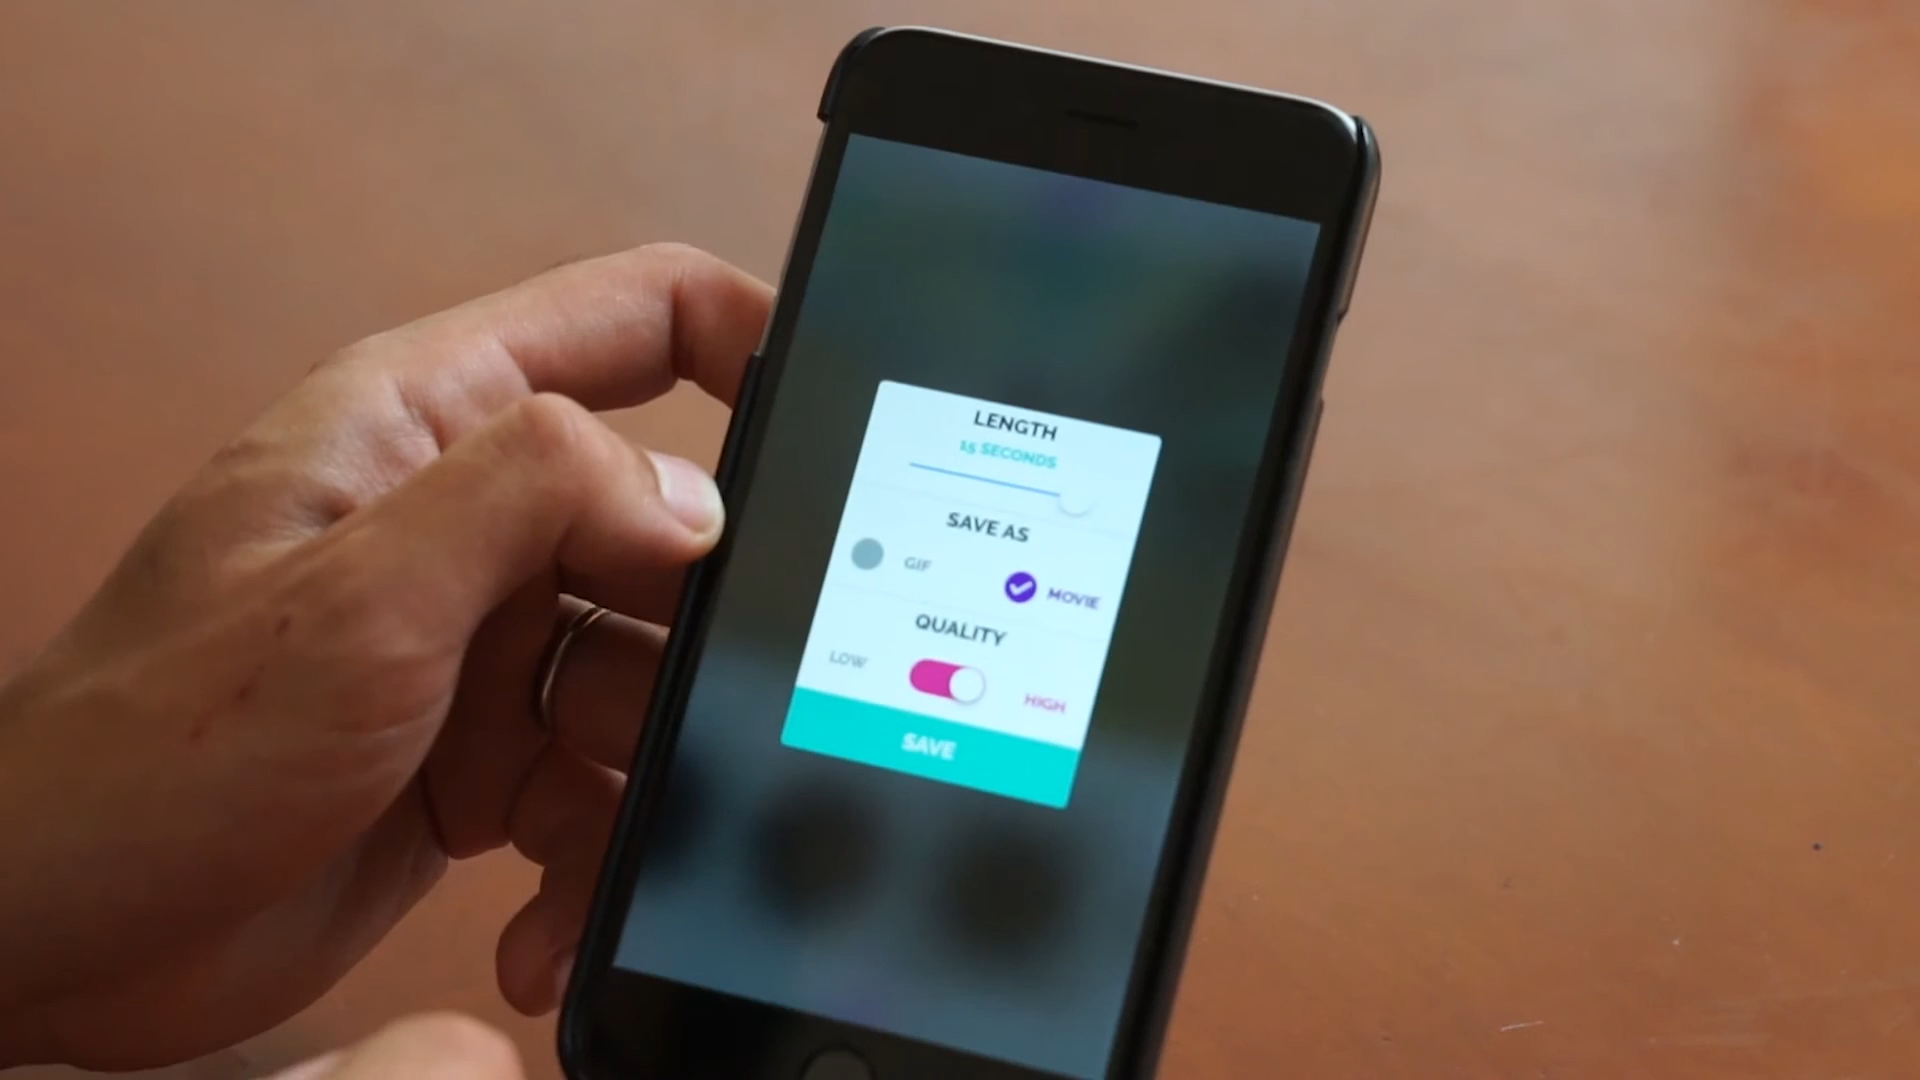 LENGTH
15 SECONDS
SAVE AS
GIF
MOVIE
QUALITY
LOW
HIGH
SAVE